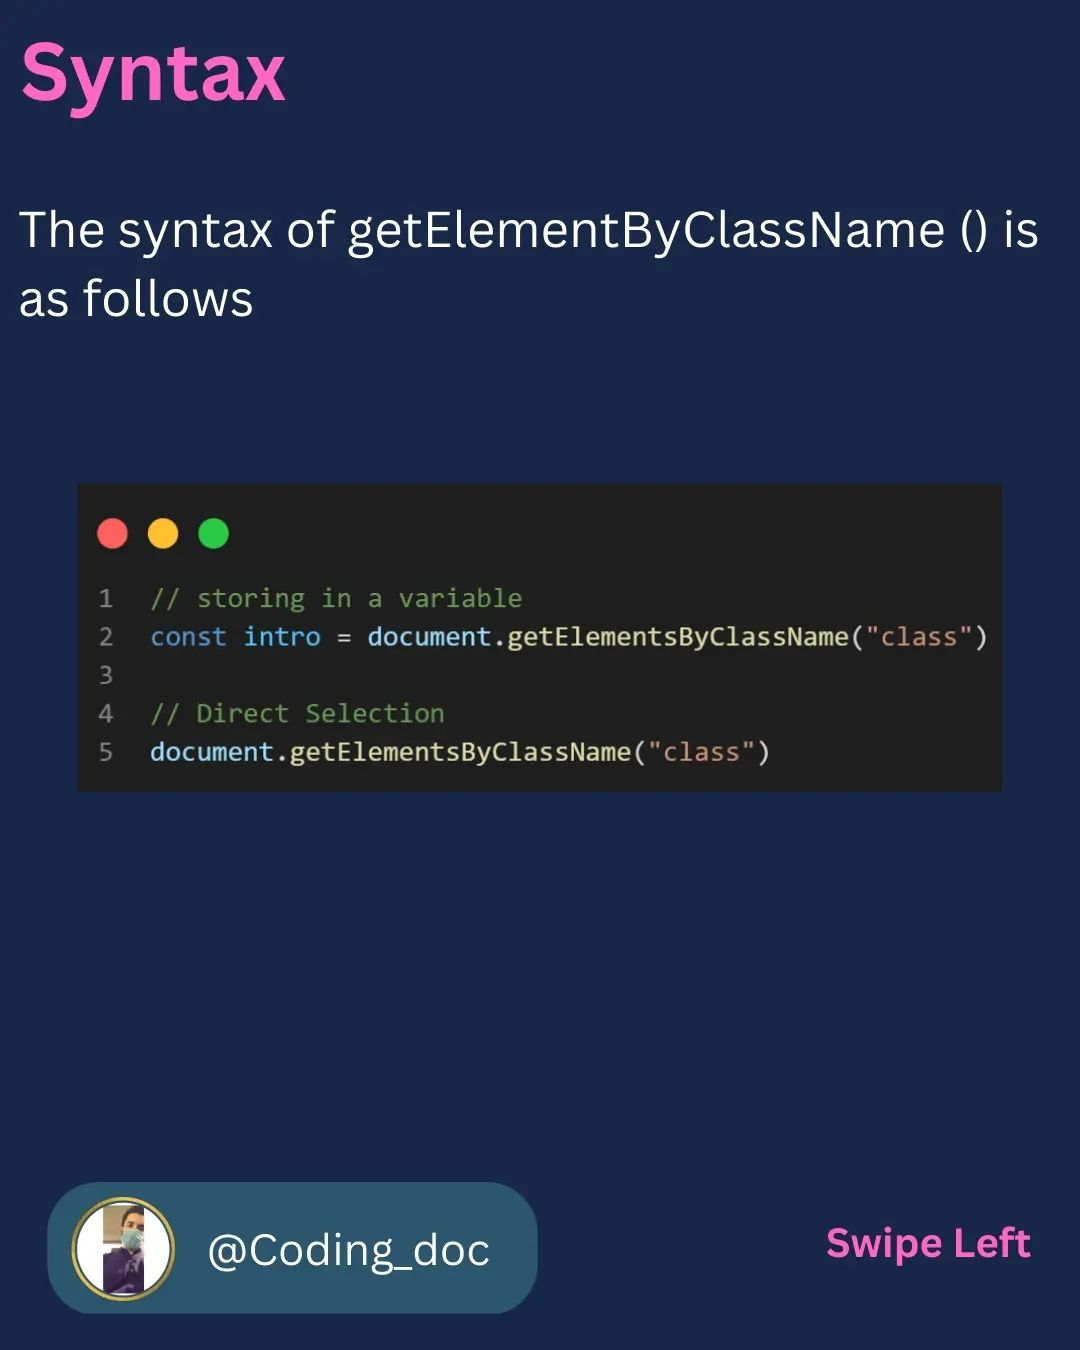 Syntax
The syntax of getElementByClassName () is
as follows
1 // storing in a variable
2 const intro = document.getElementsByClassName("class")
3
4 // Direct Selection
5 document.getElementsByClassName("class")
@Coding_doc
Swipe Left